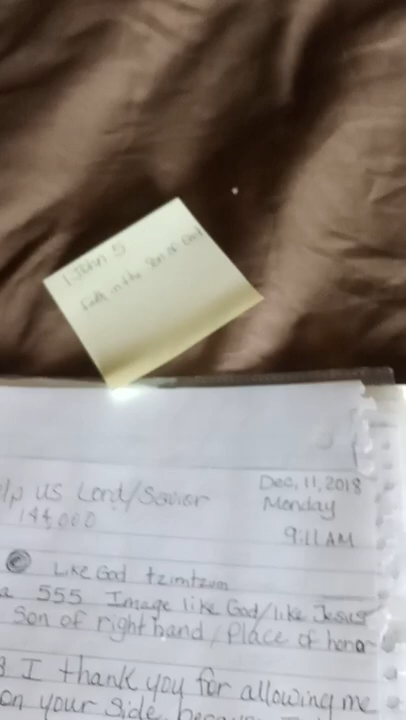 1 John 5
Faith in the Son of God
lp us Lord/Savior
Dec, 11, 2018
144,000
Monday
9:11 AM
Like God tzimtzum
a 555 Image like God/like Jesus
Son of right hand/Place of honor
I thank you for allowing me
on your side, because